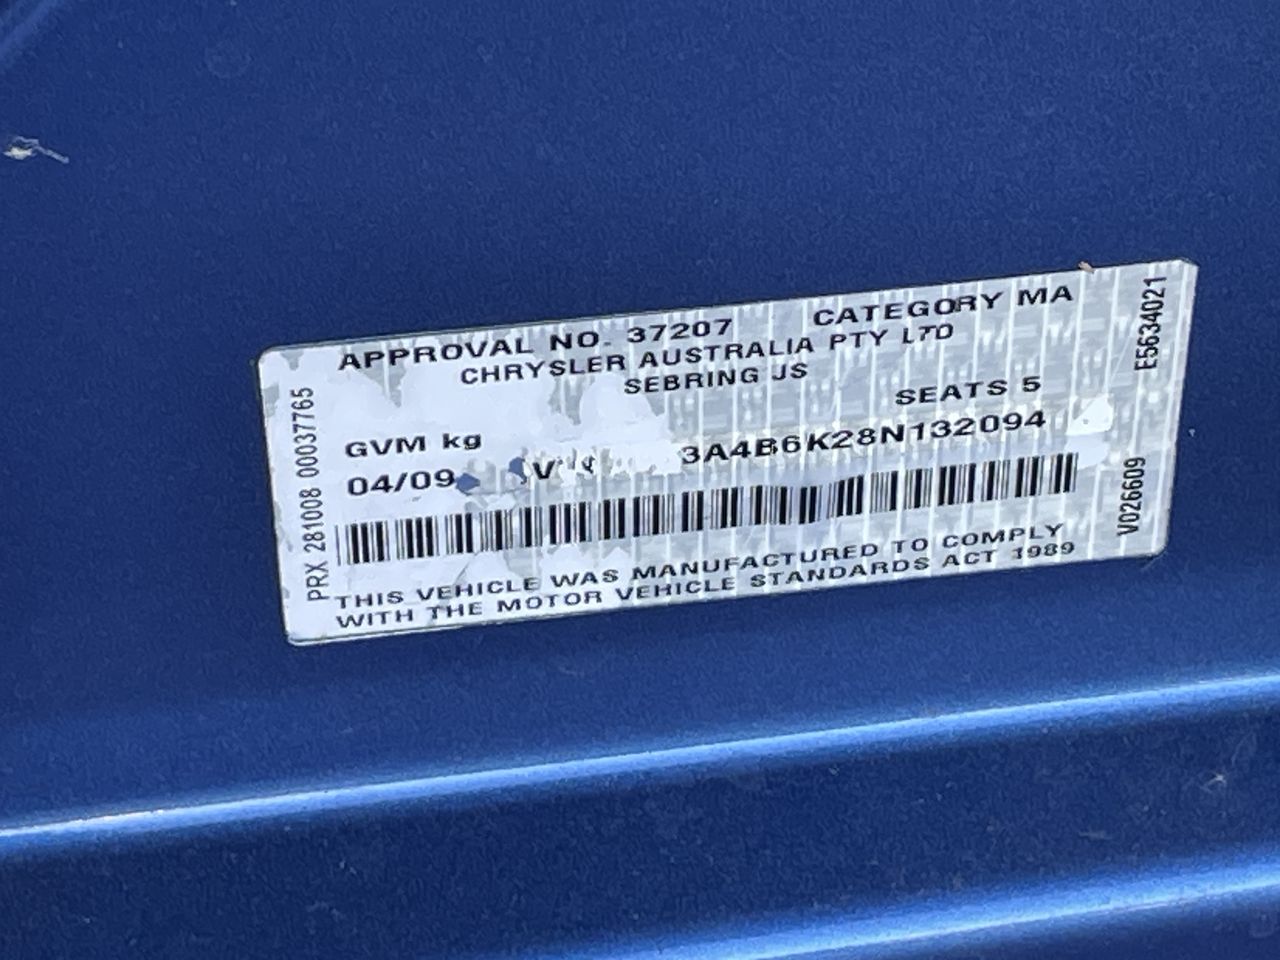 APPROVAL NO. 37207 CATEGORY MA
CHRYSLER AUSTRALIA PTY LTD
SEBRING JS
GVM kg SEATS 5
04/09 3A4B6K28N132094
THIS VEHICLE WAS MANUFACTURED TO COMPLY
WITH THE MOTOR VEHICLE STANDARDS ACT 1989
PRX 281008 00037765
E5634021
V026609